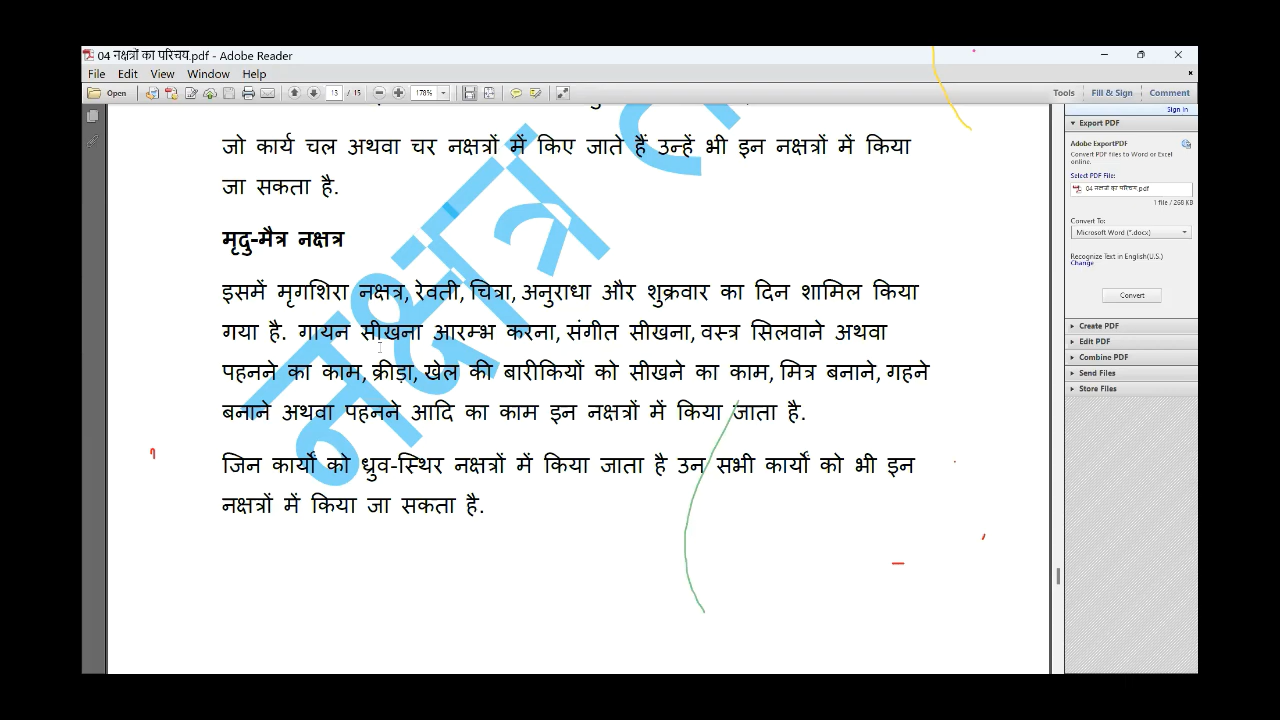 04 नक्षत्रों का परिचय.pdf - Adobe Reader
File Edit View Window Help
Open 13 / 15 178% Tools Fill & Sign Comment
Sign In
जो कार्य चल अथवा चर नक्षत्रों में किए जाते हैं उन्हें भी इन नक्षत्रों में किया
जा सकता है.
मृदु-मैत्र नक्षत्र
इसमें मृगशिरा नक्षत्र, रेवती, चित्रा, अनुराधा और शुक्रवार का दिन शामिल किया
गया है. गायन सीखना आरम्भ करना, संगीत सीखना, वस्त्र सिलवाने अथवा
पहनने का काम, क्रीड़ा, खेल की बारीकियों को सीखने का काम, मित्र बनाने, गहने
बनाने अथवा पहनने आदि का काम इन नक्षत्रों में किया जाता है.
जिन कार्यों को ध्रुव-स्थिर नक्षत्रों में किया जाता है उन सभी कार्यों को भी इन
नक्षत्रों में किया जा सकता है.
नक्षत्रं
Export PDF
Adobe ExportPDF
Convert PDF files to Word or Excel
online.
Select PDF File:
04 नक्षत्रों का परिचय.pdf
1 file / 268 KB
Convert To:
Microsoft Word (*.docx)
Recognize Text in English(U.S.)
Change
Convert
Create PDF
Edit PDF
Combine PDF
Send Files
Store Files